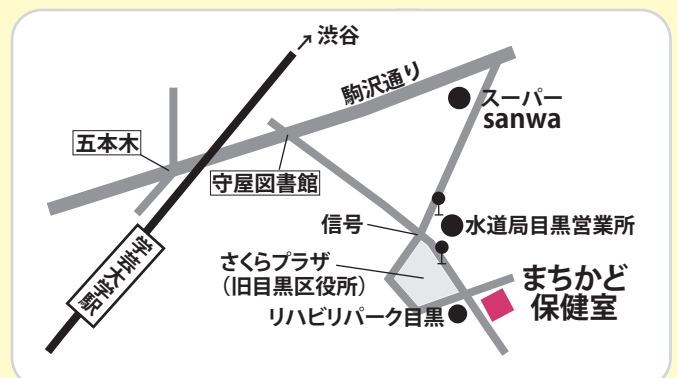 ↗渋谷
駒沢通り
スーパー
sanwa
五本木
守屋図書館
信号
水道局目黒営業所
学芸大学駅
さくらプラザ
（旧目黒区役所）
まちかど
保健室
リハビリパーク目黒